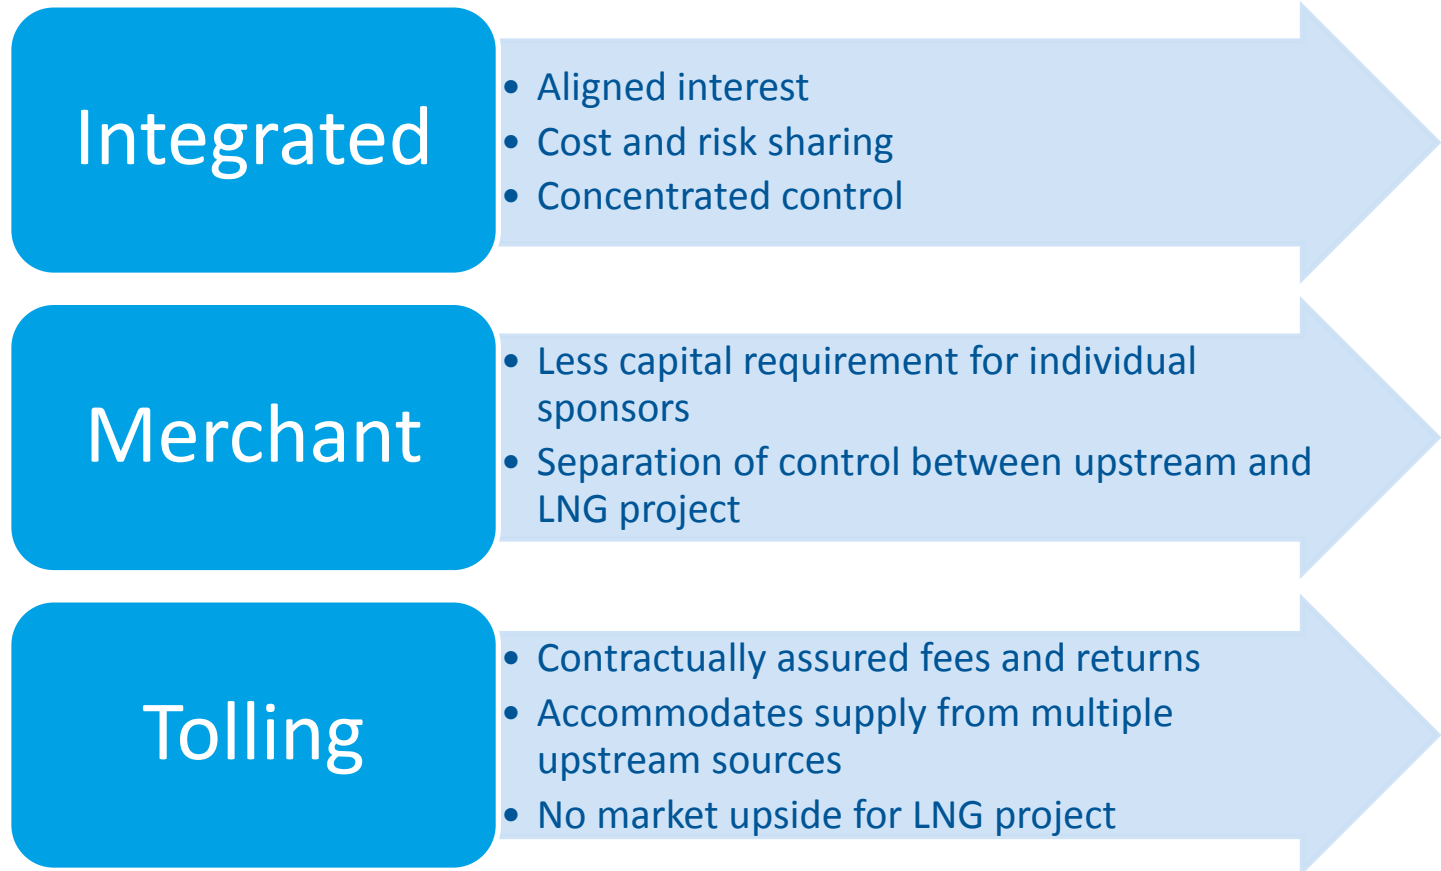 Integrated
• Aligned interest
• Cost and risk sharing
• Concentrated control
Merchant
• Less capital requirement for individual
sponsors
• Separation of control between upstream and
LNG project
Tolling
• Contractually assured fees and returns
• Accommodates supply from multiple
upstream sources
• No market upside for LNG project